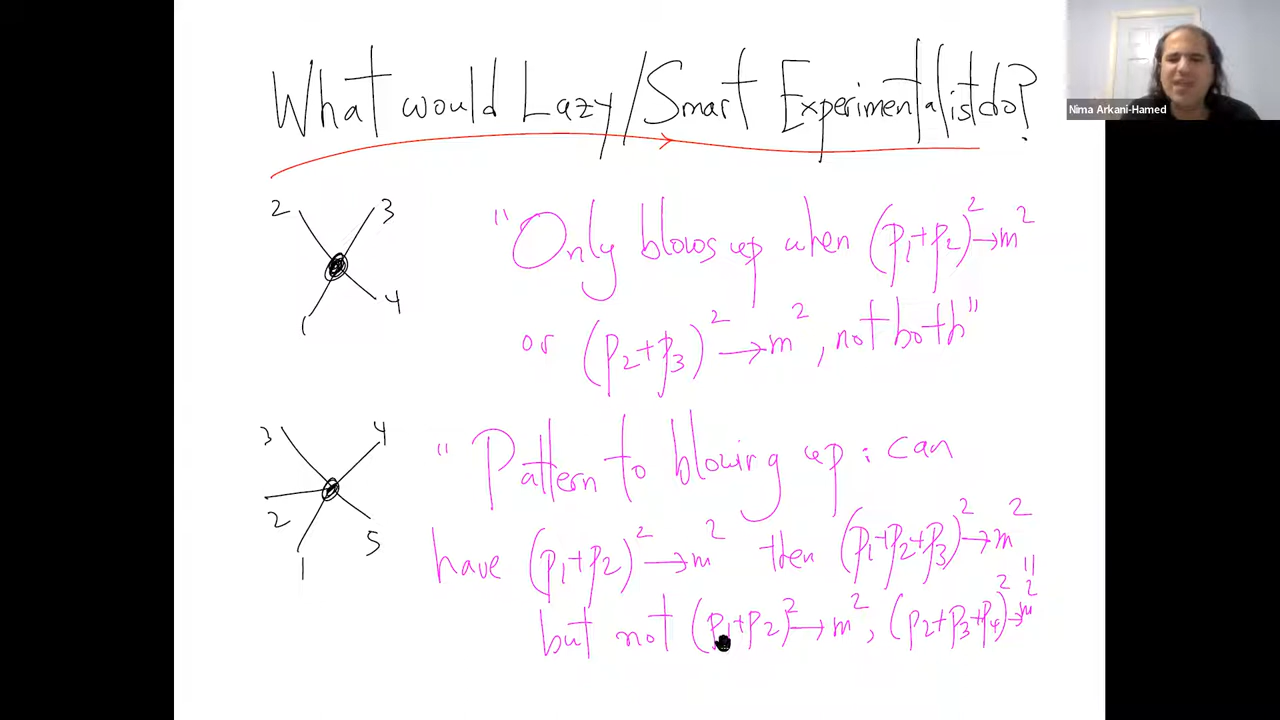 What would Lazy/Smart Experimentalist do?
Nima Arkani-Hamed
2 3
1 4
"Only blows up when (p₁+p₂)²→m²
or (p₂+p₃)²→m², not both"
3 4
2
1 5
"Pattern to blowing up: can
have (p₁+p₂)²→m² then (p₁+p₂+p₃)²→m²
but not (p₁+p₂)²→m², (p₂+p₃+p₄)²→m²"